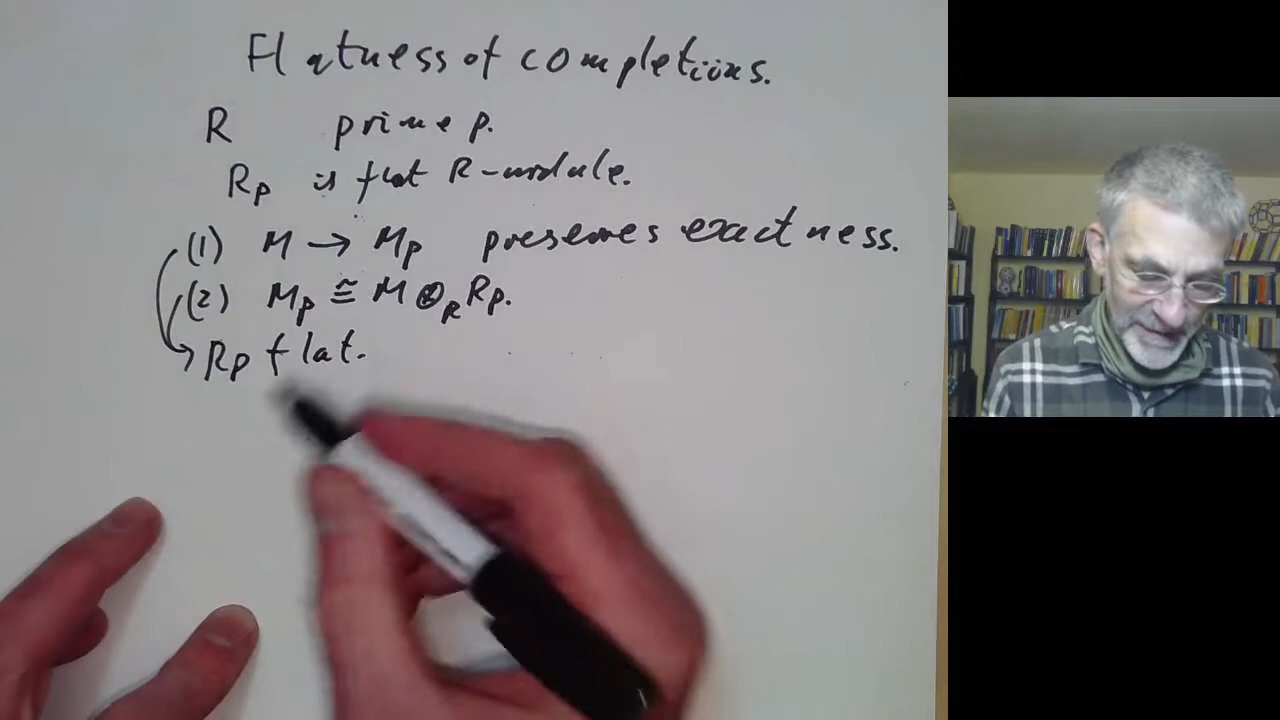 Flatness of completions.
R prime p.
Rp is flat R-module.
(1) M → Mp preserves exactness.
(2) Mp ≅ M ⊗R Rp.
Rp flat.